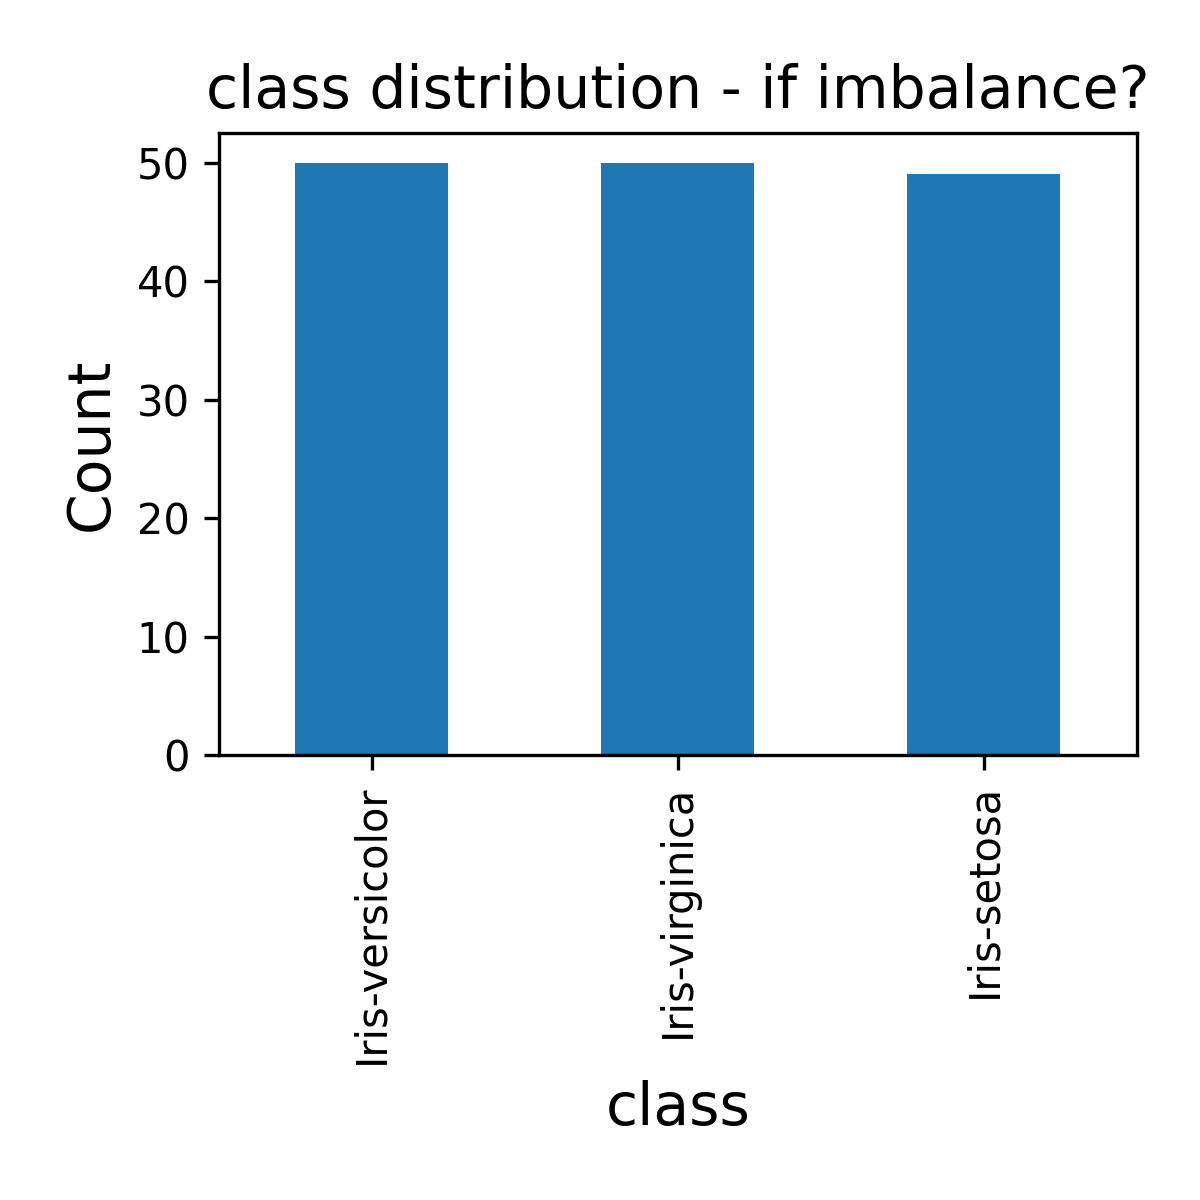 class distribution - if imbalance?
50
40
30
20
10
0
Count
Iris-versicolor
Iris-virginica
Iris-setosa
class